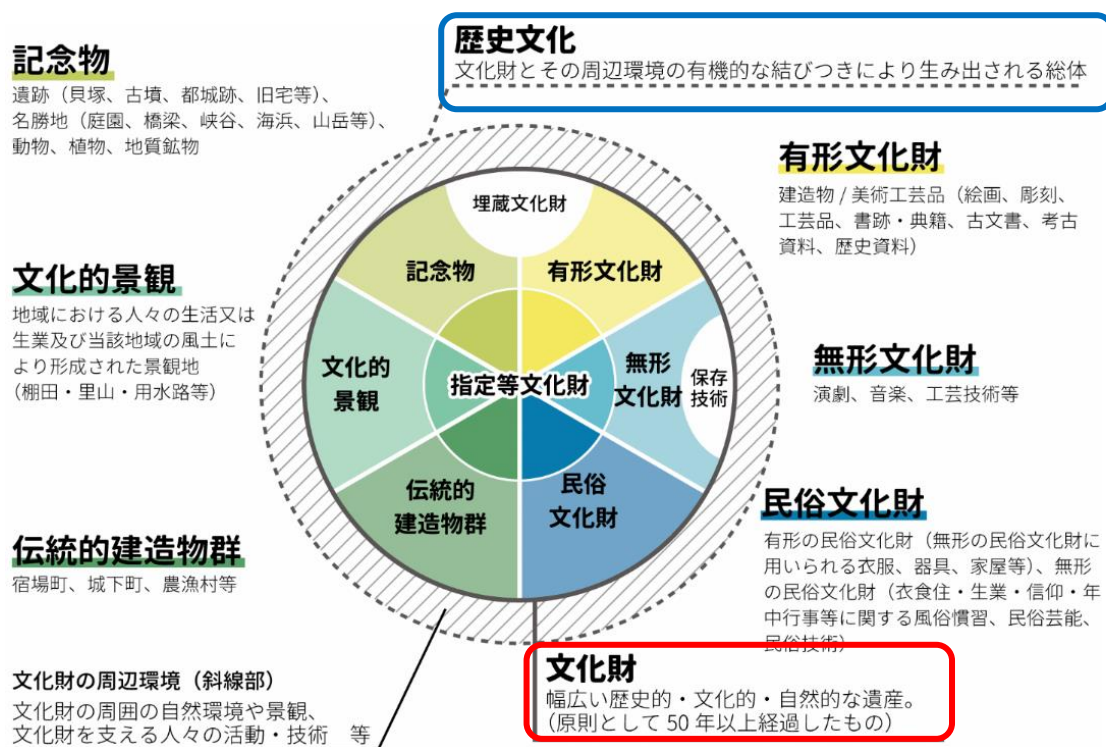 歴史文化
文化財とその周辺環境の有機的な結びつきにより生み出される総体
記念物
遺跡（貝塚、古墳、都城跡、旧宅等）、
名勝地（庭園、橋梁、峡谷、海浜、山岳等）、
動物、植物、地質鉱物
有形文化財
建造物 / 美術工芸品（絵画、彫刻、
工芸品、書跡・典籍、古文書、考古
資料、歴史資料）
文化的景観
地域における人々の生活又は
生業及び当該地域の風土に
より形成された景観地
（棚田・里山・用水路等）
無形文化財
演劇、音楽、工芸技術等
伝統的建造物群
宿場町、城下町、農漁村等
民俗文化財
有形の民俗文化財（無形の民俗文化財に
用いられる衣服、器具、家屋等）、無形
の民俗文化財（衣食住・生業・信仰・年
中行事等に関する風俗慣習、民俗芸能、
民俗技術）
埋蔵文化財
記念物
有形文化財
文化的
景観
指定等文化財
無形
文化財
保存
技術
伝統的
建造物群
民俗
文化財
文化財の周辺環境（斜線部）
文化財の周囲の自然環境や景観、
文化財を支える人々の活動・技術　等
文化財
幅広い歴史的・文化的・自然的な遺産。
（原則として 50 年以上経過したもの）